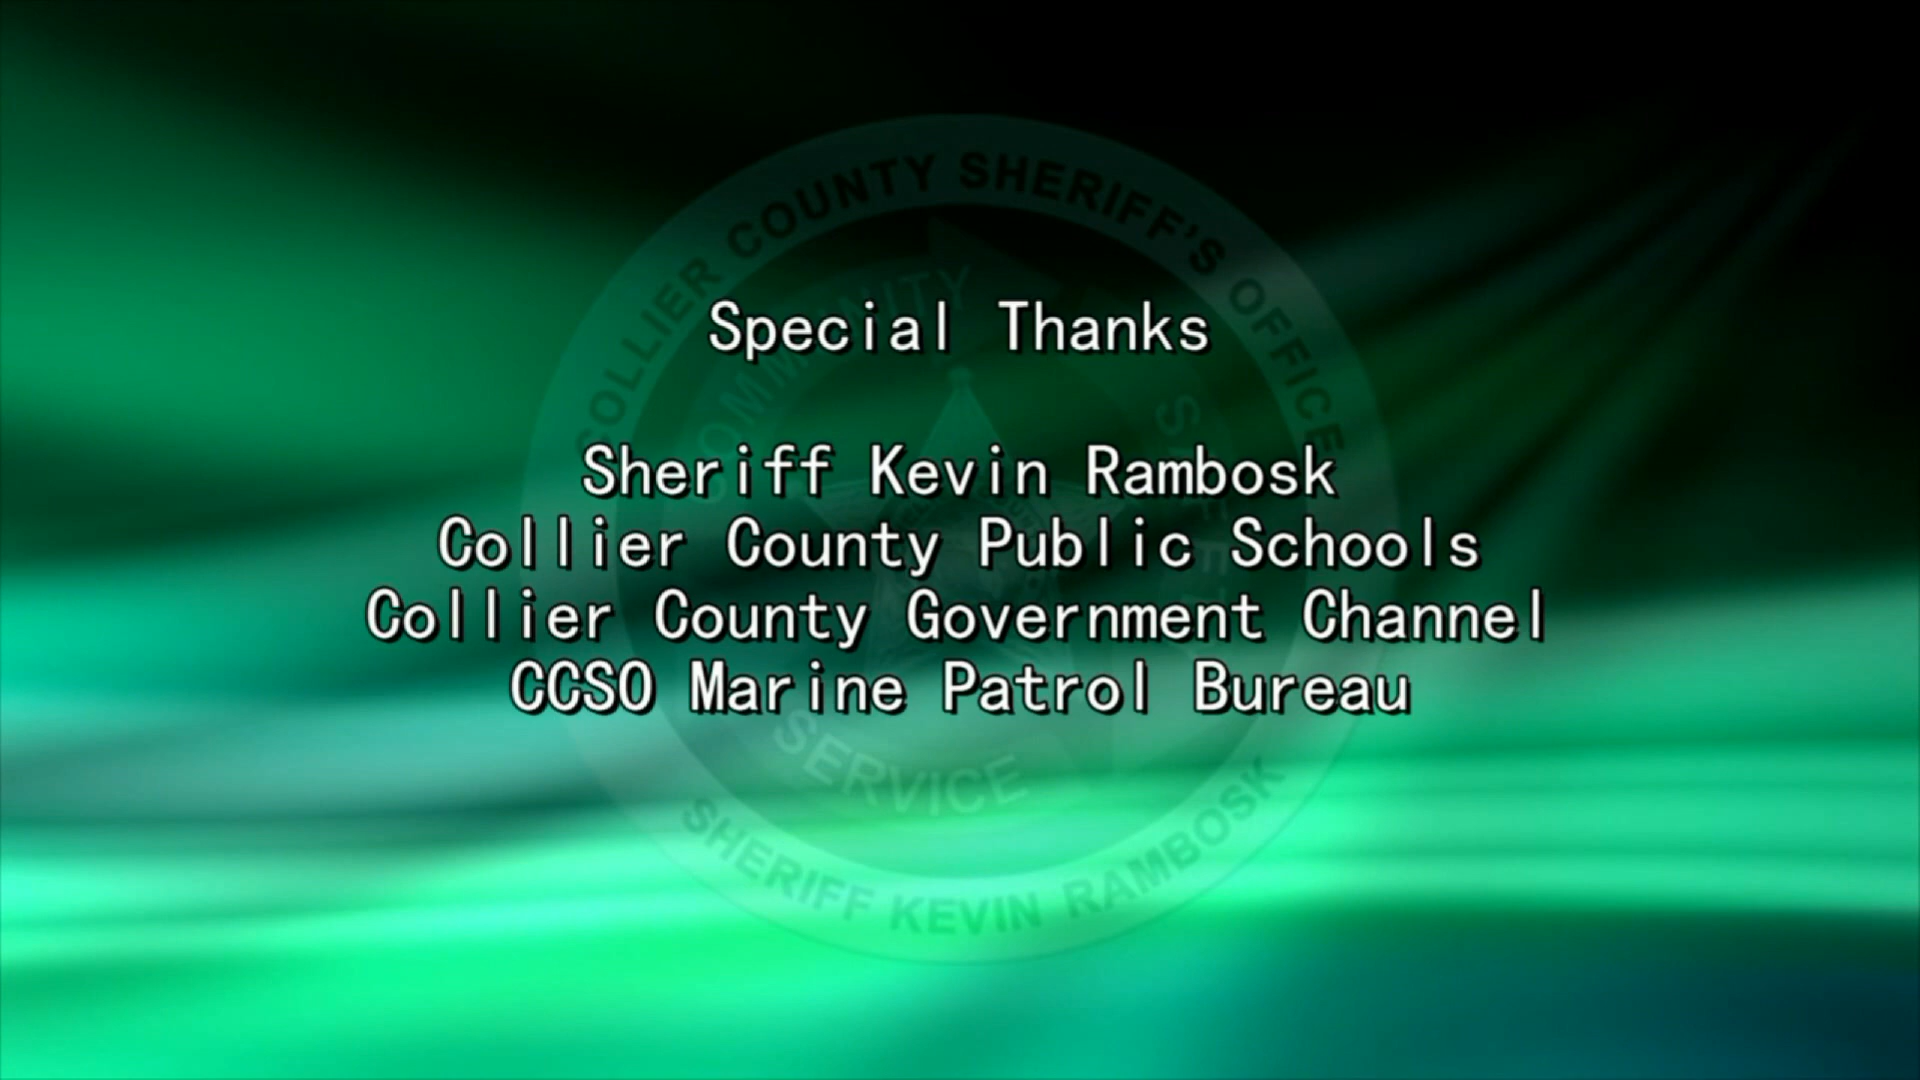 COLLIER COUNTY SHERIFF'S OFFICE
COMMUNITY
Special Thanks
Sheriff Kevin Rambosk
Collier County Public Schools
Collier County Government Channel
CCSO Marine Patrol Bureau
SERVICE
SHERIFF KEVIN RAMBOSK